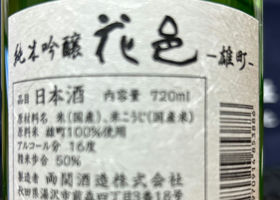 純米吟醸 花邑 -雄町-
品目 日本酒 内容量 720ml
原材料名 米(国産)、米こうじ(国産米)
原料米 雄町100%使用
アルコール分 16度
精米歩合 50%
製造者 両関酒造株式会社
秋田県湯沢市前森四丁目3番18号